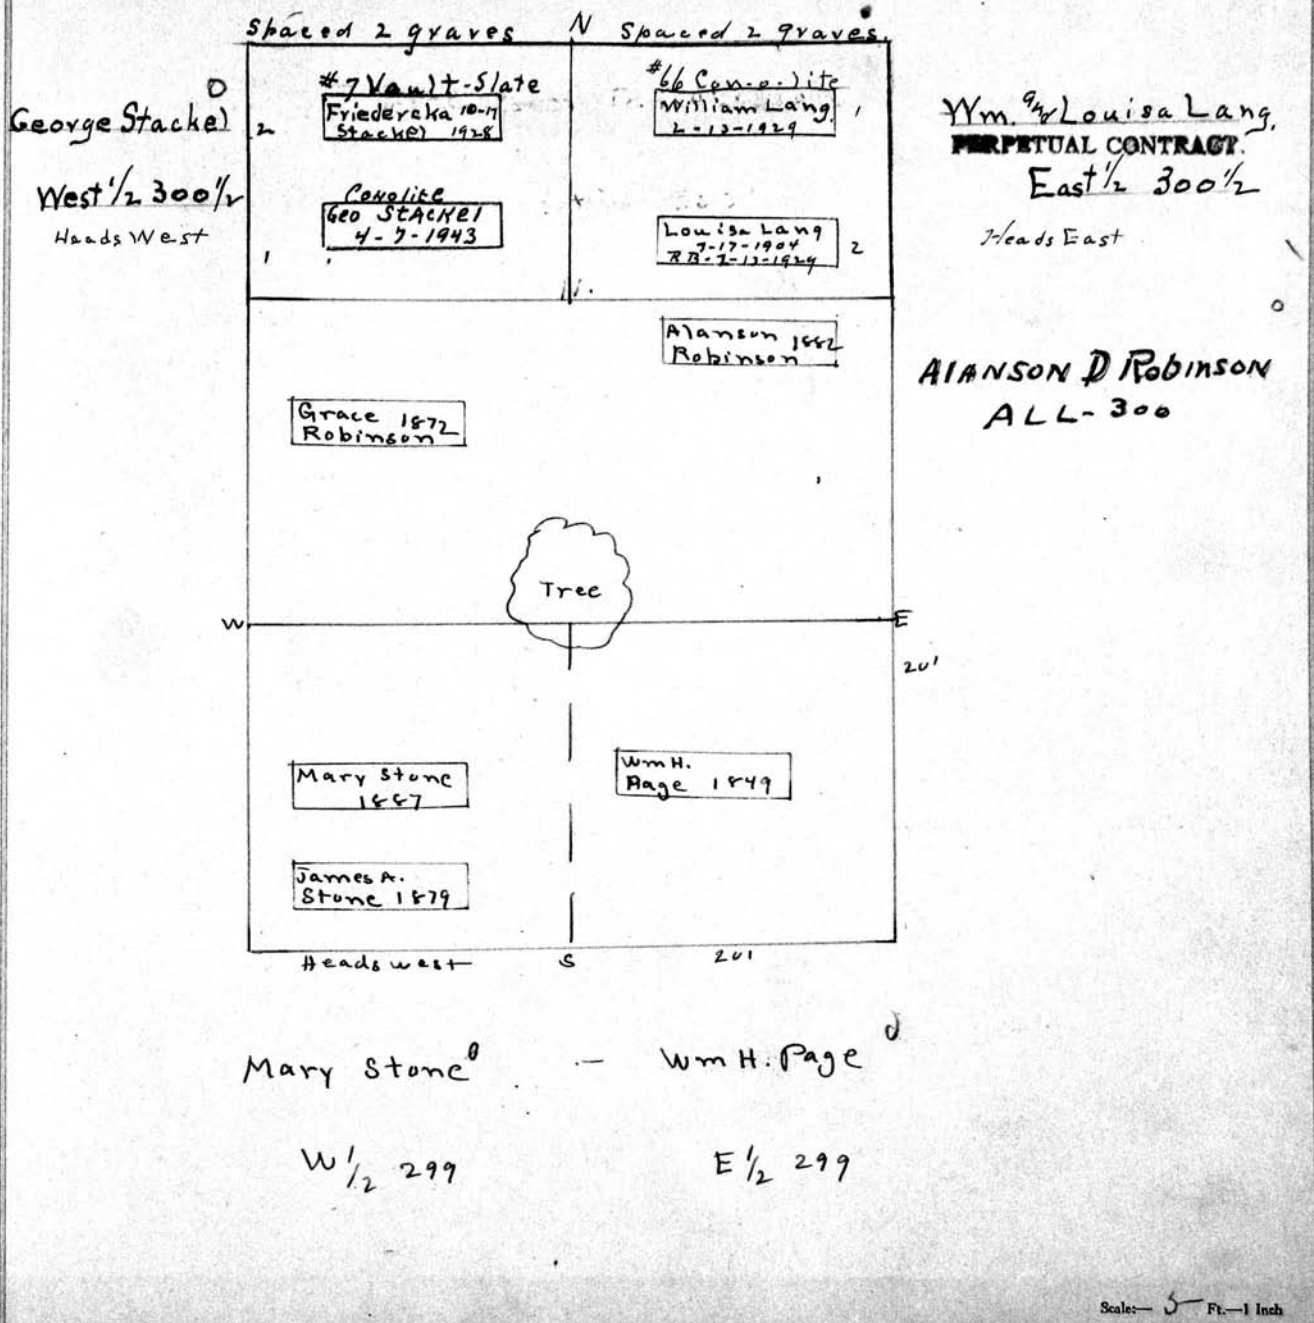 Spaced 2 graves N Spaced 2 graves.
#7 Vault-Slate
Friedereka 10-17
Stackel 1928
2
#66 Con-o-lite
William Lang
2-13-1929
1
George Stackel
West 1/2 300 1/2
Heads West
Wm. and Louisa Lang.
PERPETUAL CONTRACT.
East 1/2 300 1/2
Heads East
Conolite
Geo Stackel
4-7-1943
1
Louisa Lang
7-17-1904
RB-2-13-1929
2
Alanson 1882
Robinson
Alanson D Robinson
ALL-300
Grace 1872
Robinson
Tree
W
E
201
Mary Stone
1887
Wm H.
Page 1849
James A.
Stone 1879
Heads west S 201
Mary Stone - Wm H. Page
W 1/2 299 E 1/2 299
Scale:— 5 Ft.—1 Inch